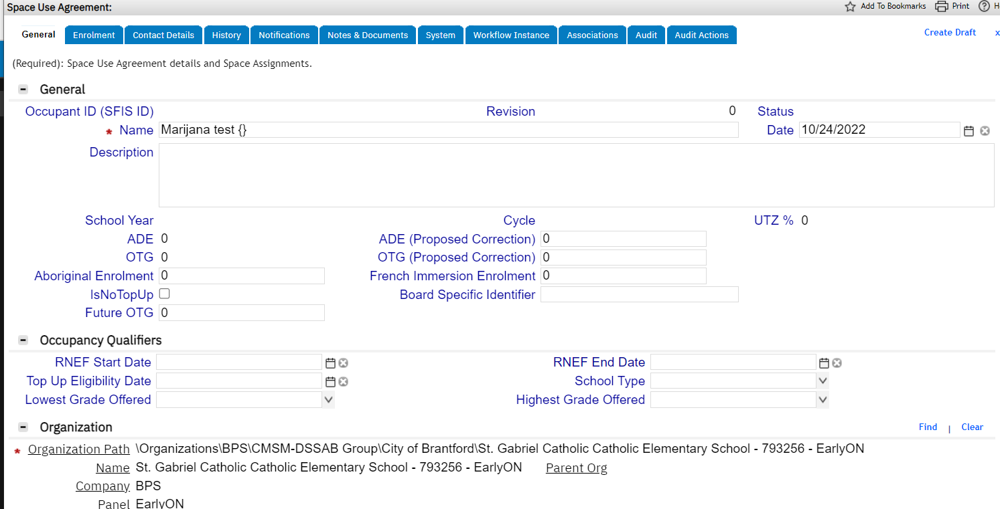 Space Use Agreement:
Add To Bookmarks Print
General Enrolment Contact Details History Notifications Notes & Documents System Workflow Instance Associations Audit Audit Actions Create Draft x
(Required): Space Use Agreement details and Space Assignments.
General
Occupant ID (SFIS ID) Revision 0 Status
* Name Marijana test {} Date 10/24/2022
Description
School Year Cycle UTZ % 0
ADE 0 ADE (Proposed Correction) 0
OTG 0 OTG (Proposed Correction) 0
Aboriginal Enrolment 0 French Immersion Enrolment 0
IsNoTopUp Board Specific Identifier
Future OTG 0
Occupancy Qualifiers
RNEF Start Date RNEF End Date
Top Up Eligibility Date School Type
Lowest Grade Offered Highest Grade Offered
Organization Find | Clear
* Organization Path \Organizations\BPS\CMSM-DSSAB Group\City of Brantford\St. Gabriel Catholic Catholic Elementary School - 793256 - EarlyON
Name St. Gabriel Catholic Catholic Elementary School - 793256 - EarlyON Parent Org
Company BPS
Panel EarlyON